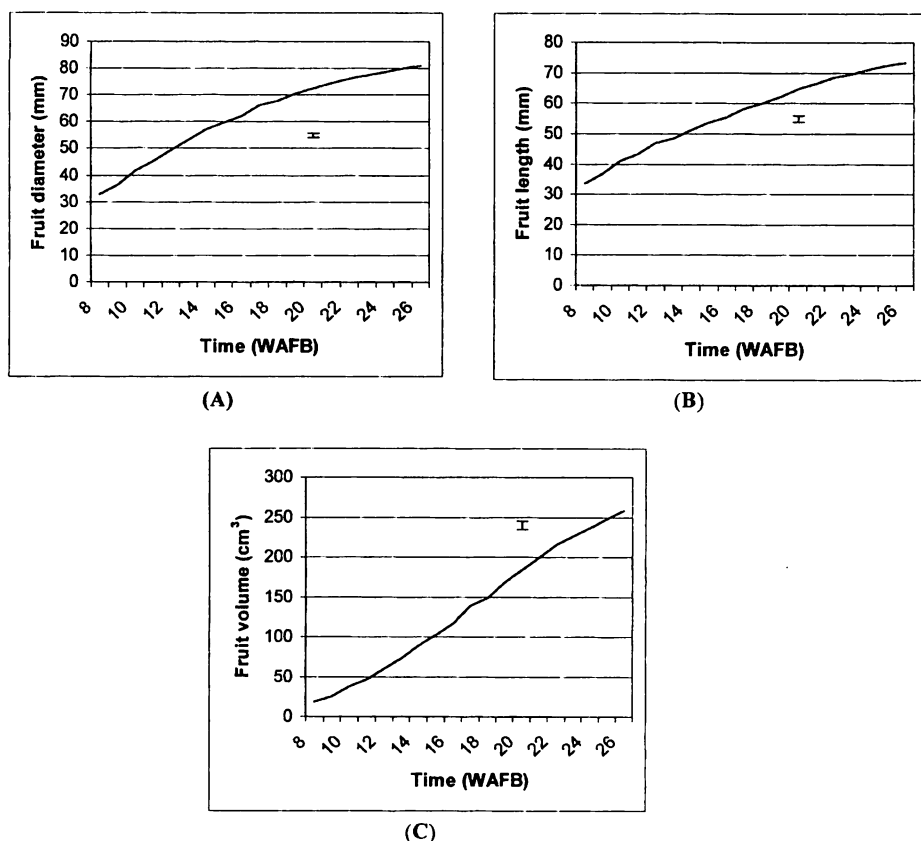 90
80
70
60
50
40
30
20
10
0
Fruit diameter (mm)
8 10 12 14 16 18 20 22 24 26
Time (WAFB)
(A)
80
70
60
50
40
30
20
10
0
Fruit length (mm)
8 10 12 14 16 18 20 22 24 26
Time (WAFB)
(B)
300
250
200
150
100
50
0
Fruit volume (cm³)
8 10 12 14 16 18 20 22 24 26
Time (WAFB)
(C)